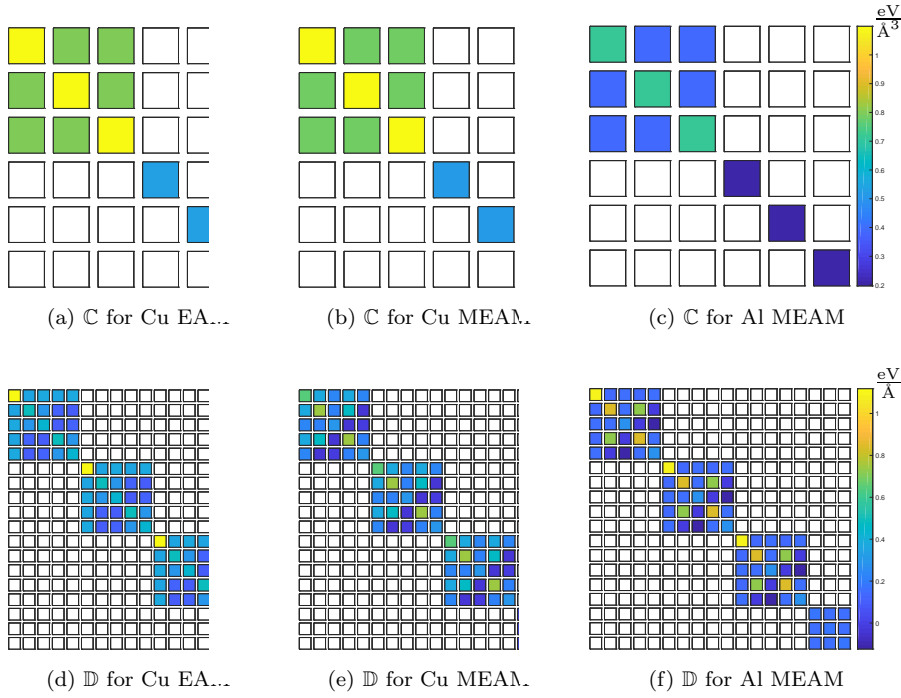 eV
Å3
1
0.9
0.8
0.7
0.6
0.5
0.4
0.3
0.2
(a) ℂ for Cu
(b) ℂ for Cu MEAM
(c) ℂ for Al MEAM
eV
Å
1
0.8
0.6
0.4
0.2
0
(d) 𝔻 for Cu
(e) 𝔻 for Cu MEAM
(f) 𝔻 for Al MEAM